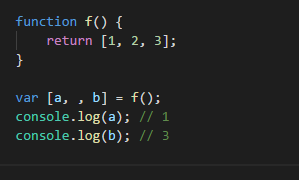 function f() {
    return [1, 2, 3];
}

var [a, , b] = f();
console.log(a); // 1
console.log(b); // 3